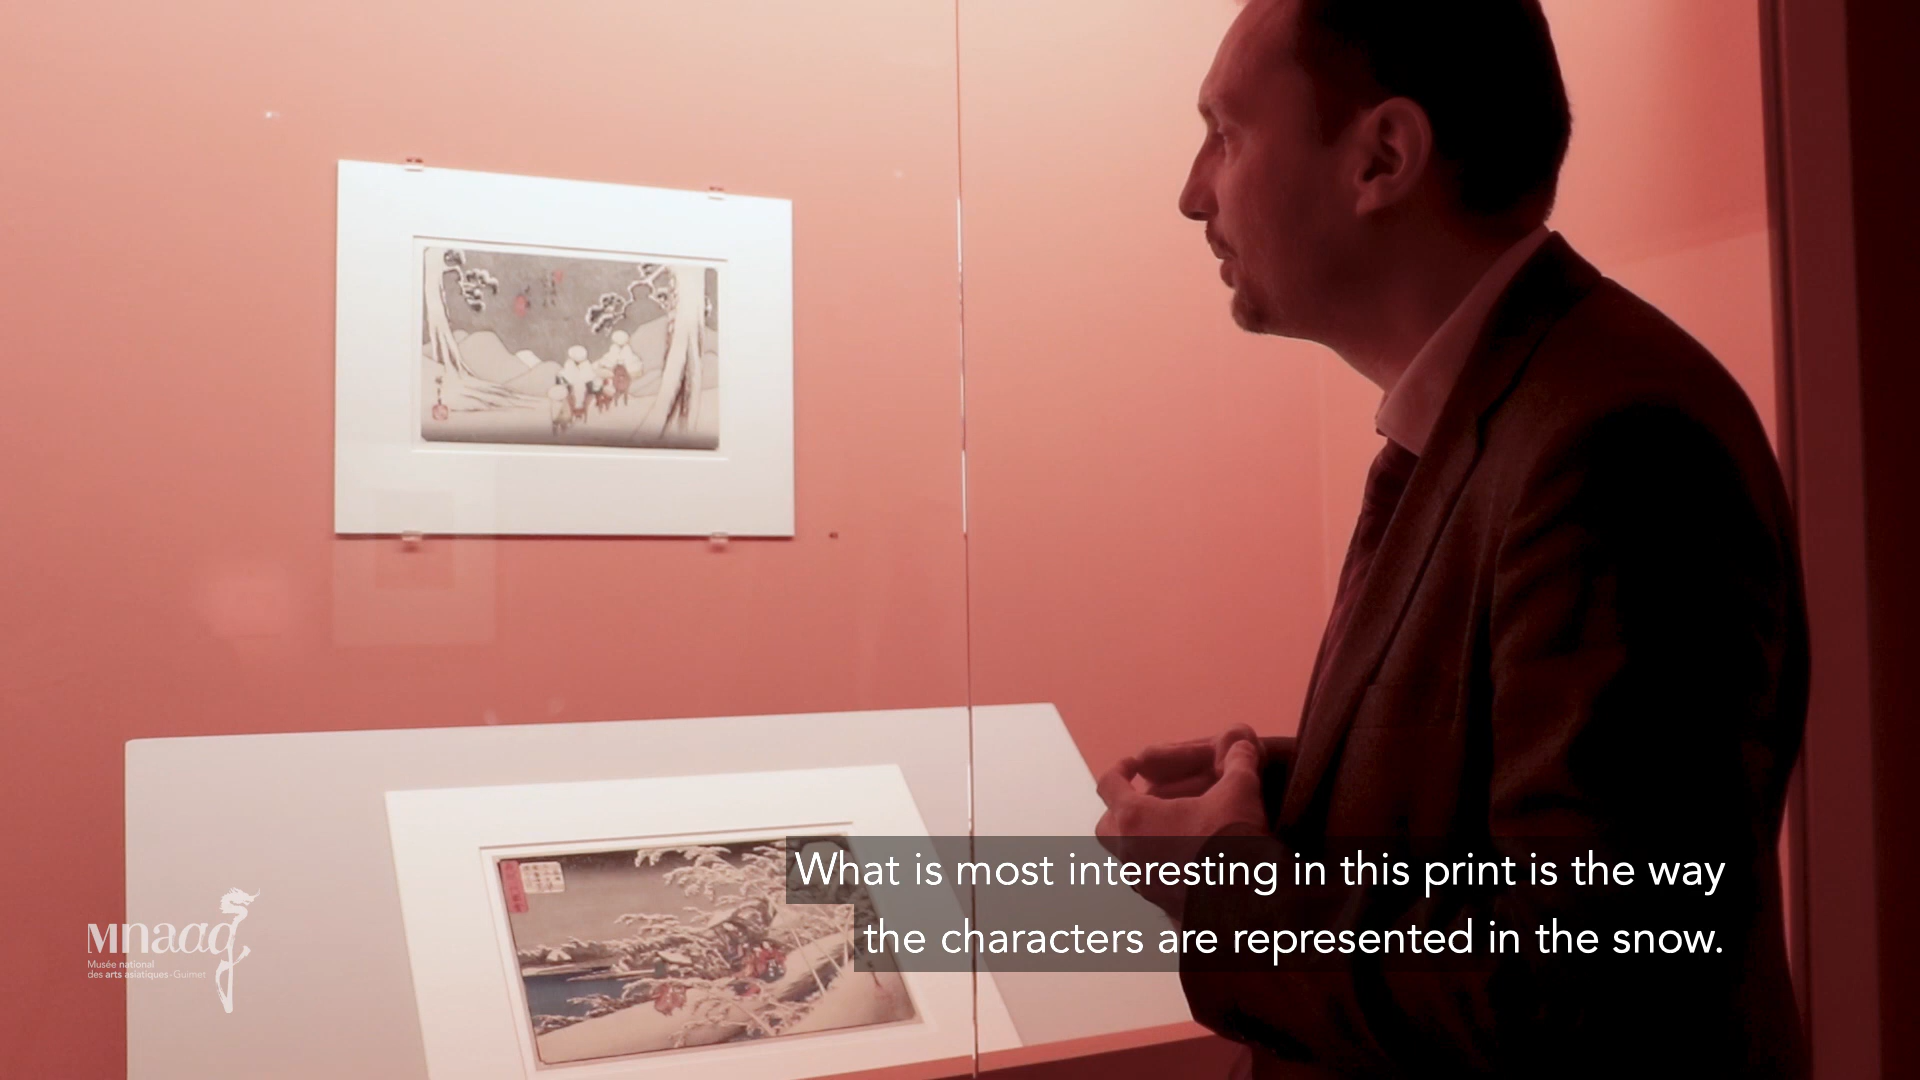 What is most interesting in this print is the way
the characters are represented in the snow.
mnaag
Musée national
des arts asiatiques-Guimet